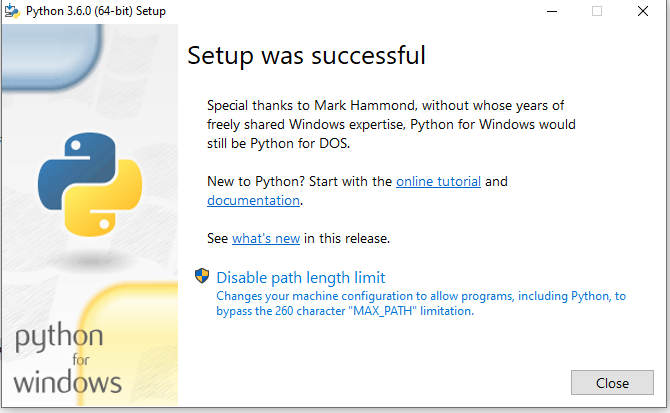 Python 3.6.0 (64-bit) Setup
Setup was successful
Special thanks to Mark Hammond, without whose years of
freely shared Windows expertise, Python for Windows would
still be Python for DOS.
New to Python? Start with the online tutorial and
documentation.
See what's new in this release.
Disable path length limit
Changes your machine configuration to allow programs, including Python, to
bypass the 260 character "MAX_PATH" limitation.
python
for
windows
Close